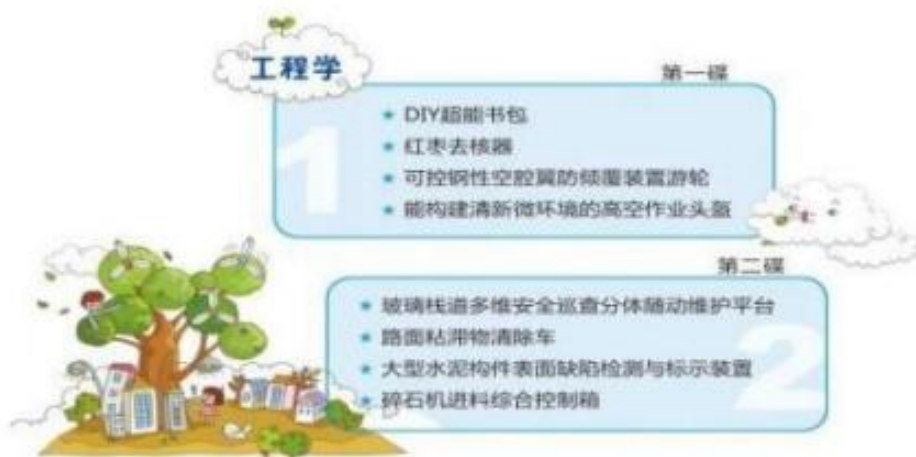 工程学
第一碟
1
DIY超能书包
红枣去核器
可控钢性空腔翼防倾覆装置游轮
能构建清新微环境的高空作业头盔
第二碟
2
玻璃栈道多维安全巡查分体随动维护平台
路面粘滞物清除车
大型水泥构件表面缺陷检测与标示装置
碎石机进料综合控制箱